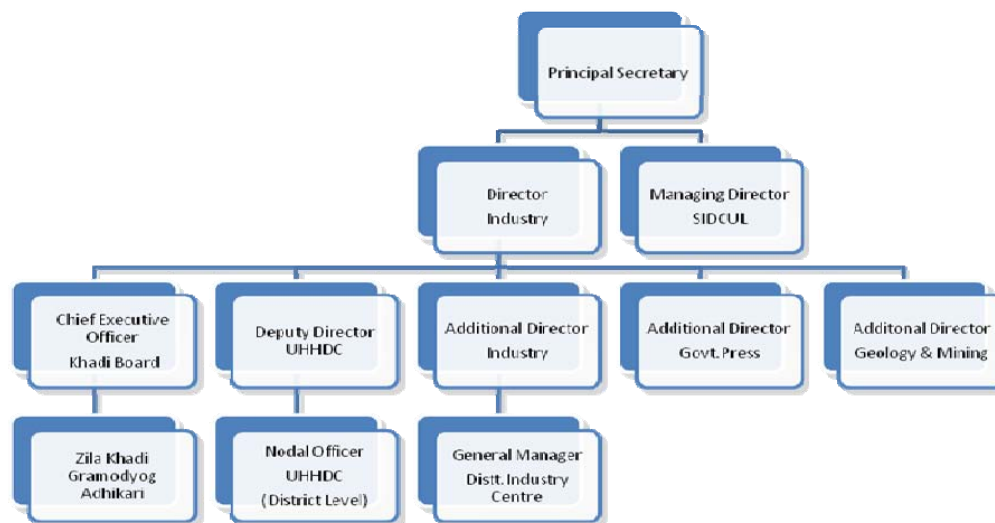 Principal Secretary
Director
Industry
Managing Director
SIDCUL
Chief Executive
Officer
Khadi Board
Deputy Director
UHHDC
Additional Director
Industry
Additional Director
Govt. Press
Additonal Director
Geology & Mining
Zila Khadi
Gramodyog
Adhikari
Nodal Officer
UHHDC
(District Level)
General Manager
Distt. Industry
Centre